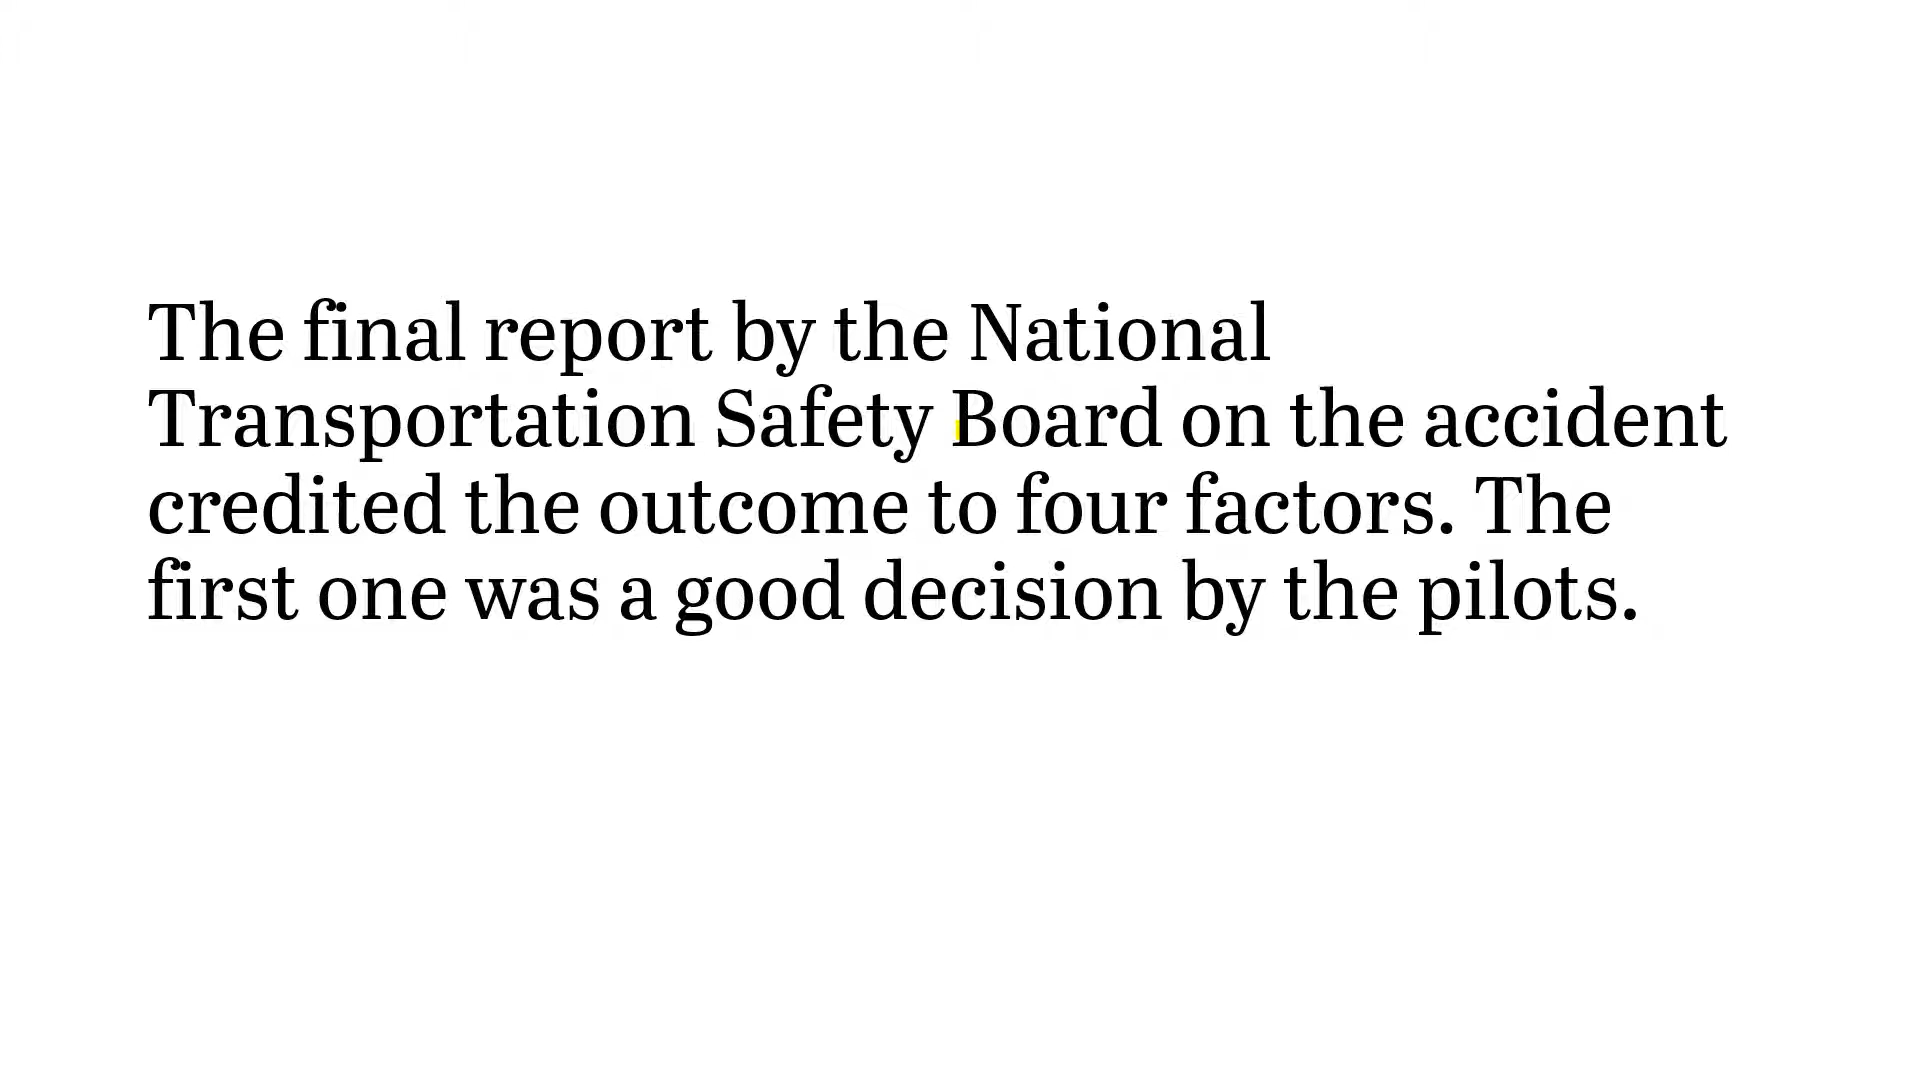 The final report by the National
Transportation Safety Board on the accident
credited the outcome to four factors. The
first one was a good decision by the pilots.